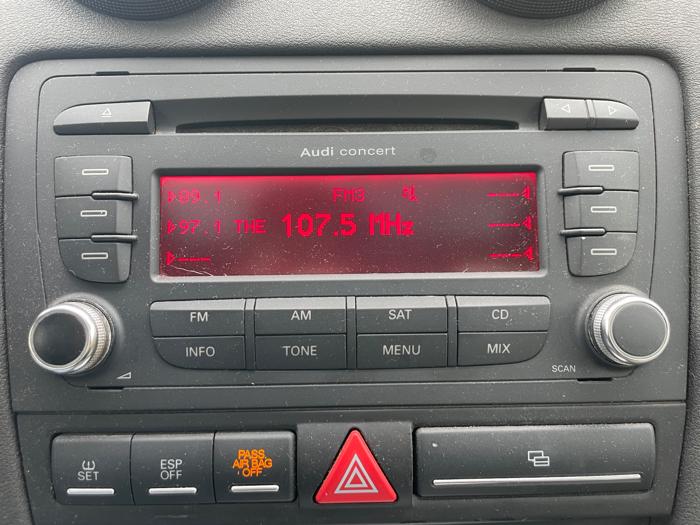 Audi concert
▷89.1 FM3 ----◁
▷97.1 THE 107.5 MHz ----◁
▷---- ----◁
FM AM SAT CD
INFO TONE MENU MIX
SCAN
SET
ESP
OFF
PASS
AIR BAG
OFF